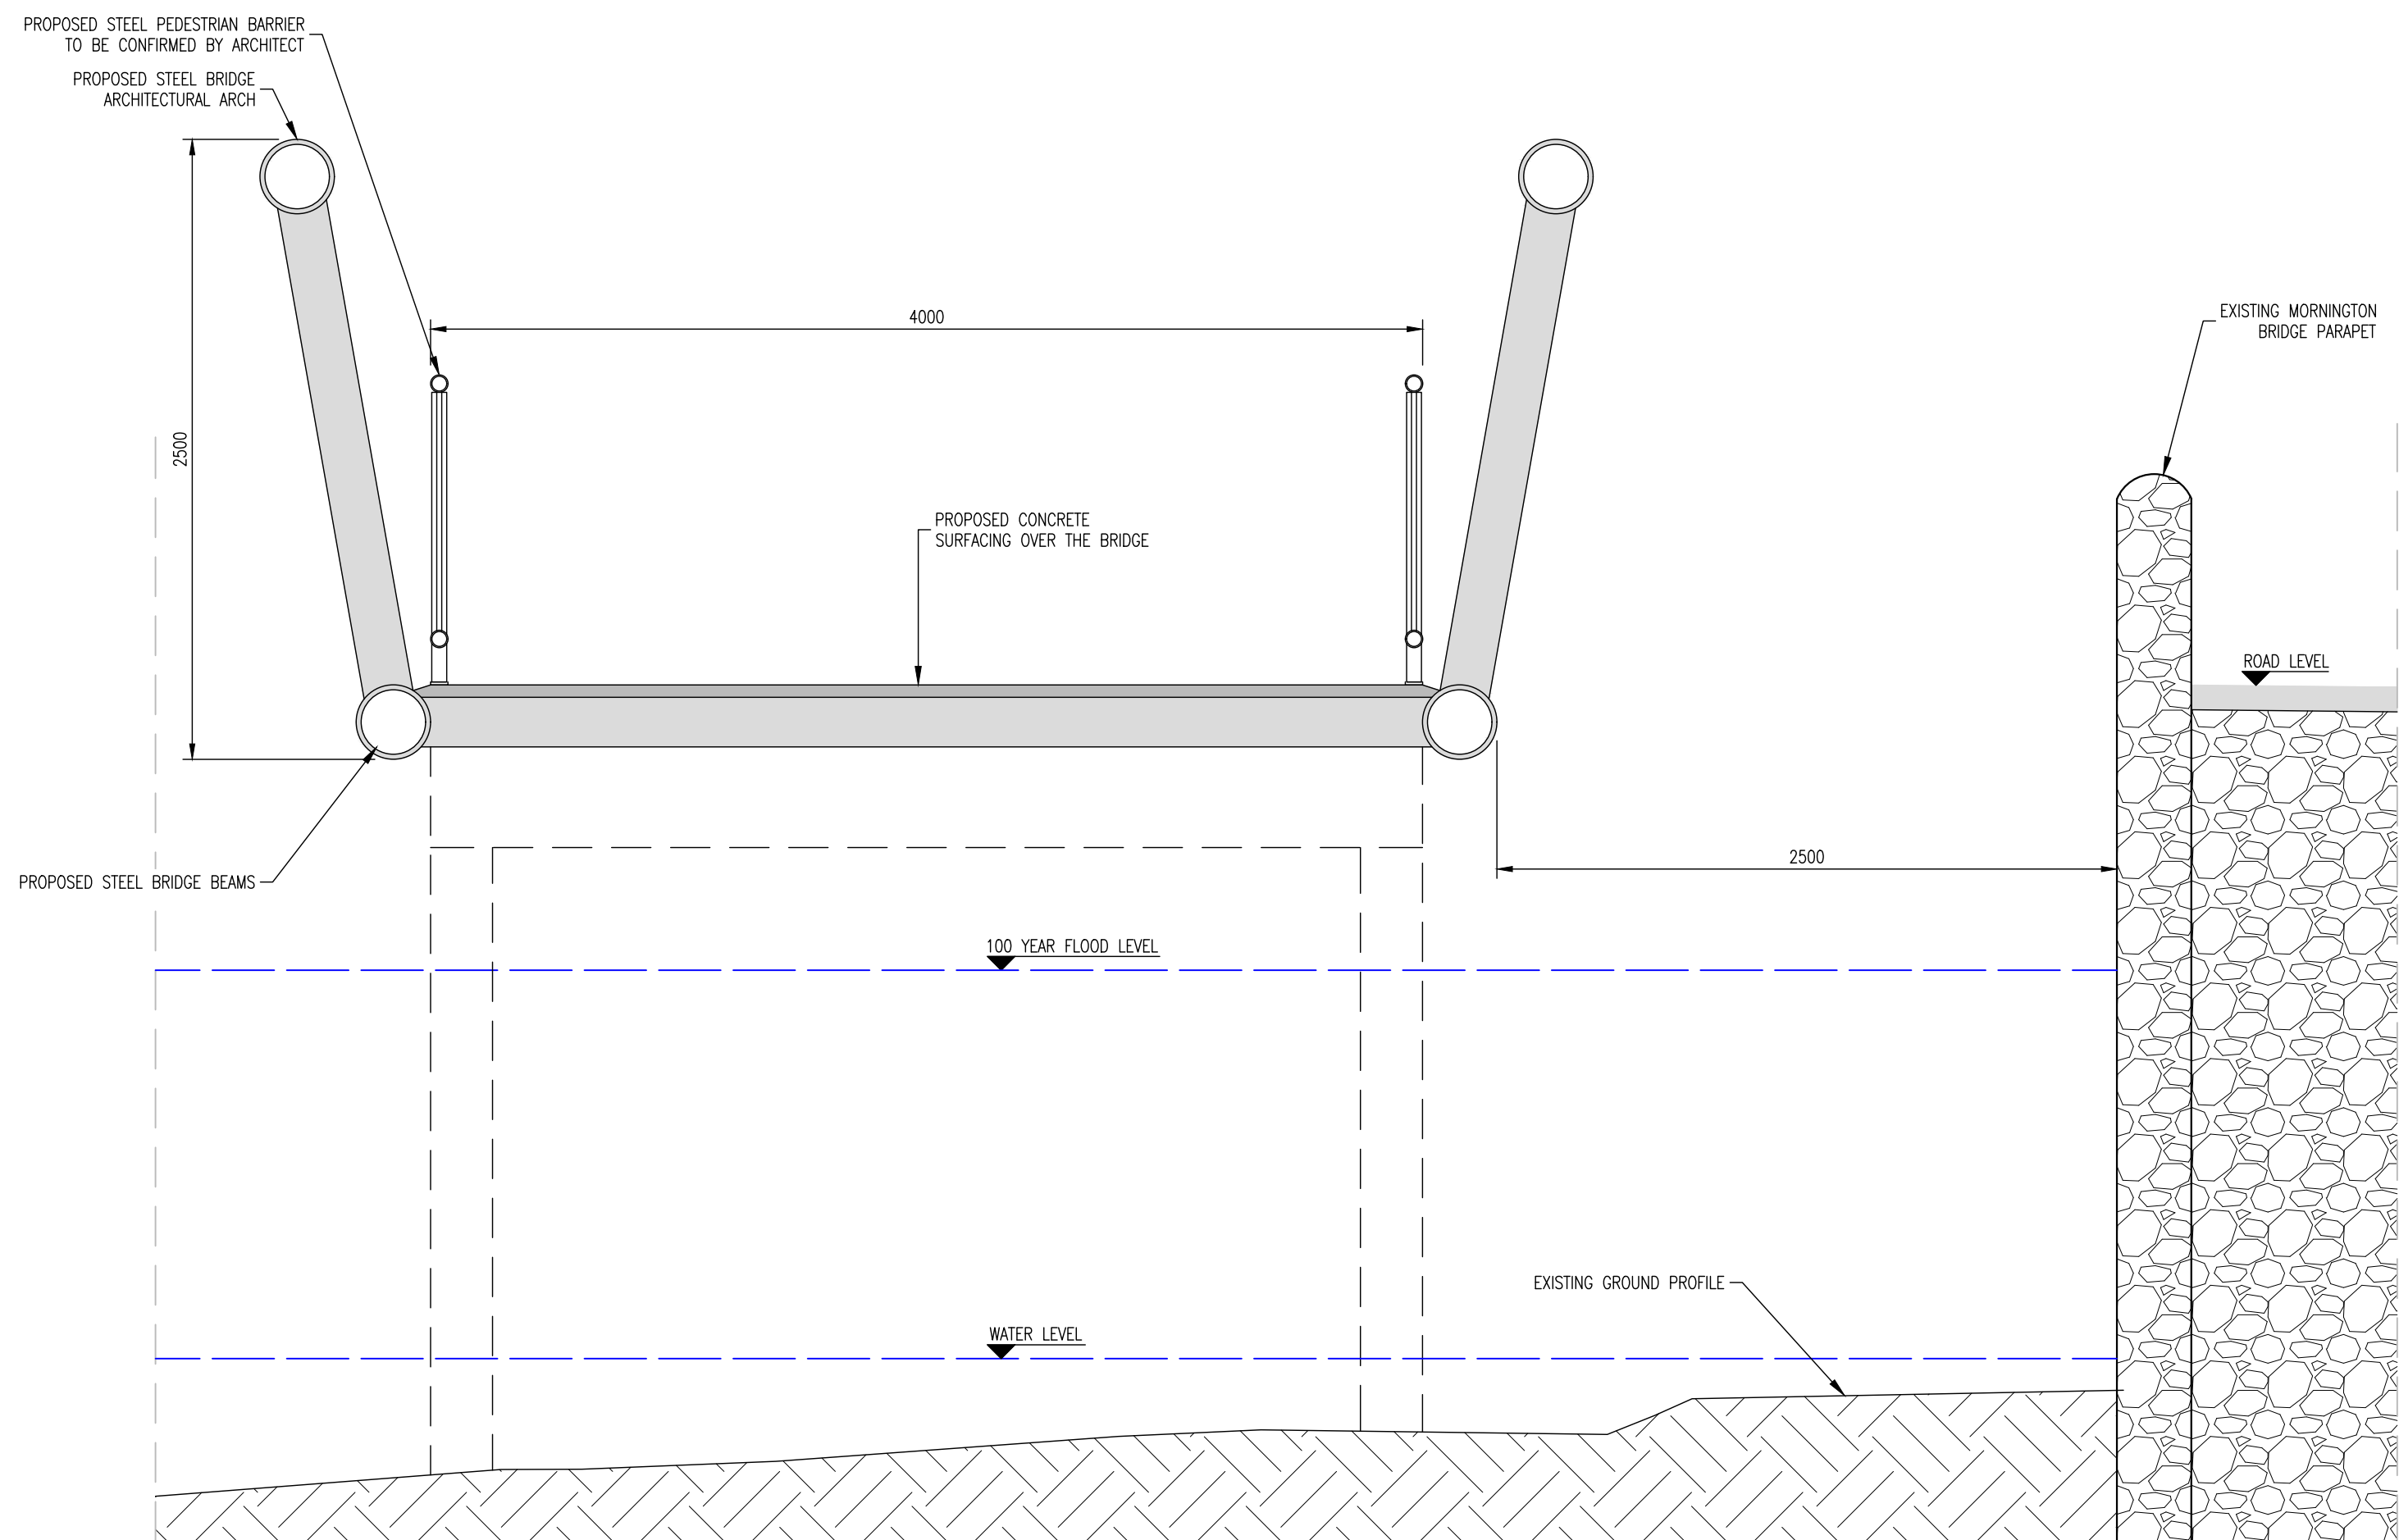 PROPOSED STEEL PEDESTRIAN BARRIER
TO BE CONFIRMED BY ARCHITECT
PROPOSED STEEL BRIDGE
ARCHITECTURAL ARCH
4000
EXISTING MORNINGTON
BRIDGE PARAPET
2500
PROPOSED CONCRETE
SURFACING OVER THE BRIDGE
ROAD LEVEL
2500
PROPOSED STEEL BRIDGE BEAMS
100 YEAR FLOOD LEVEL
EXISTING GROUND PROFILE
WATER LEVEL